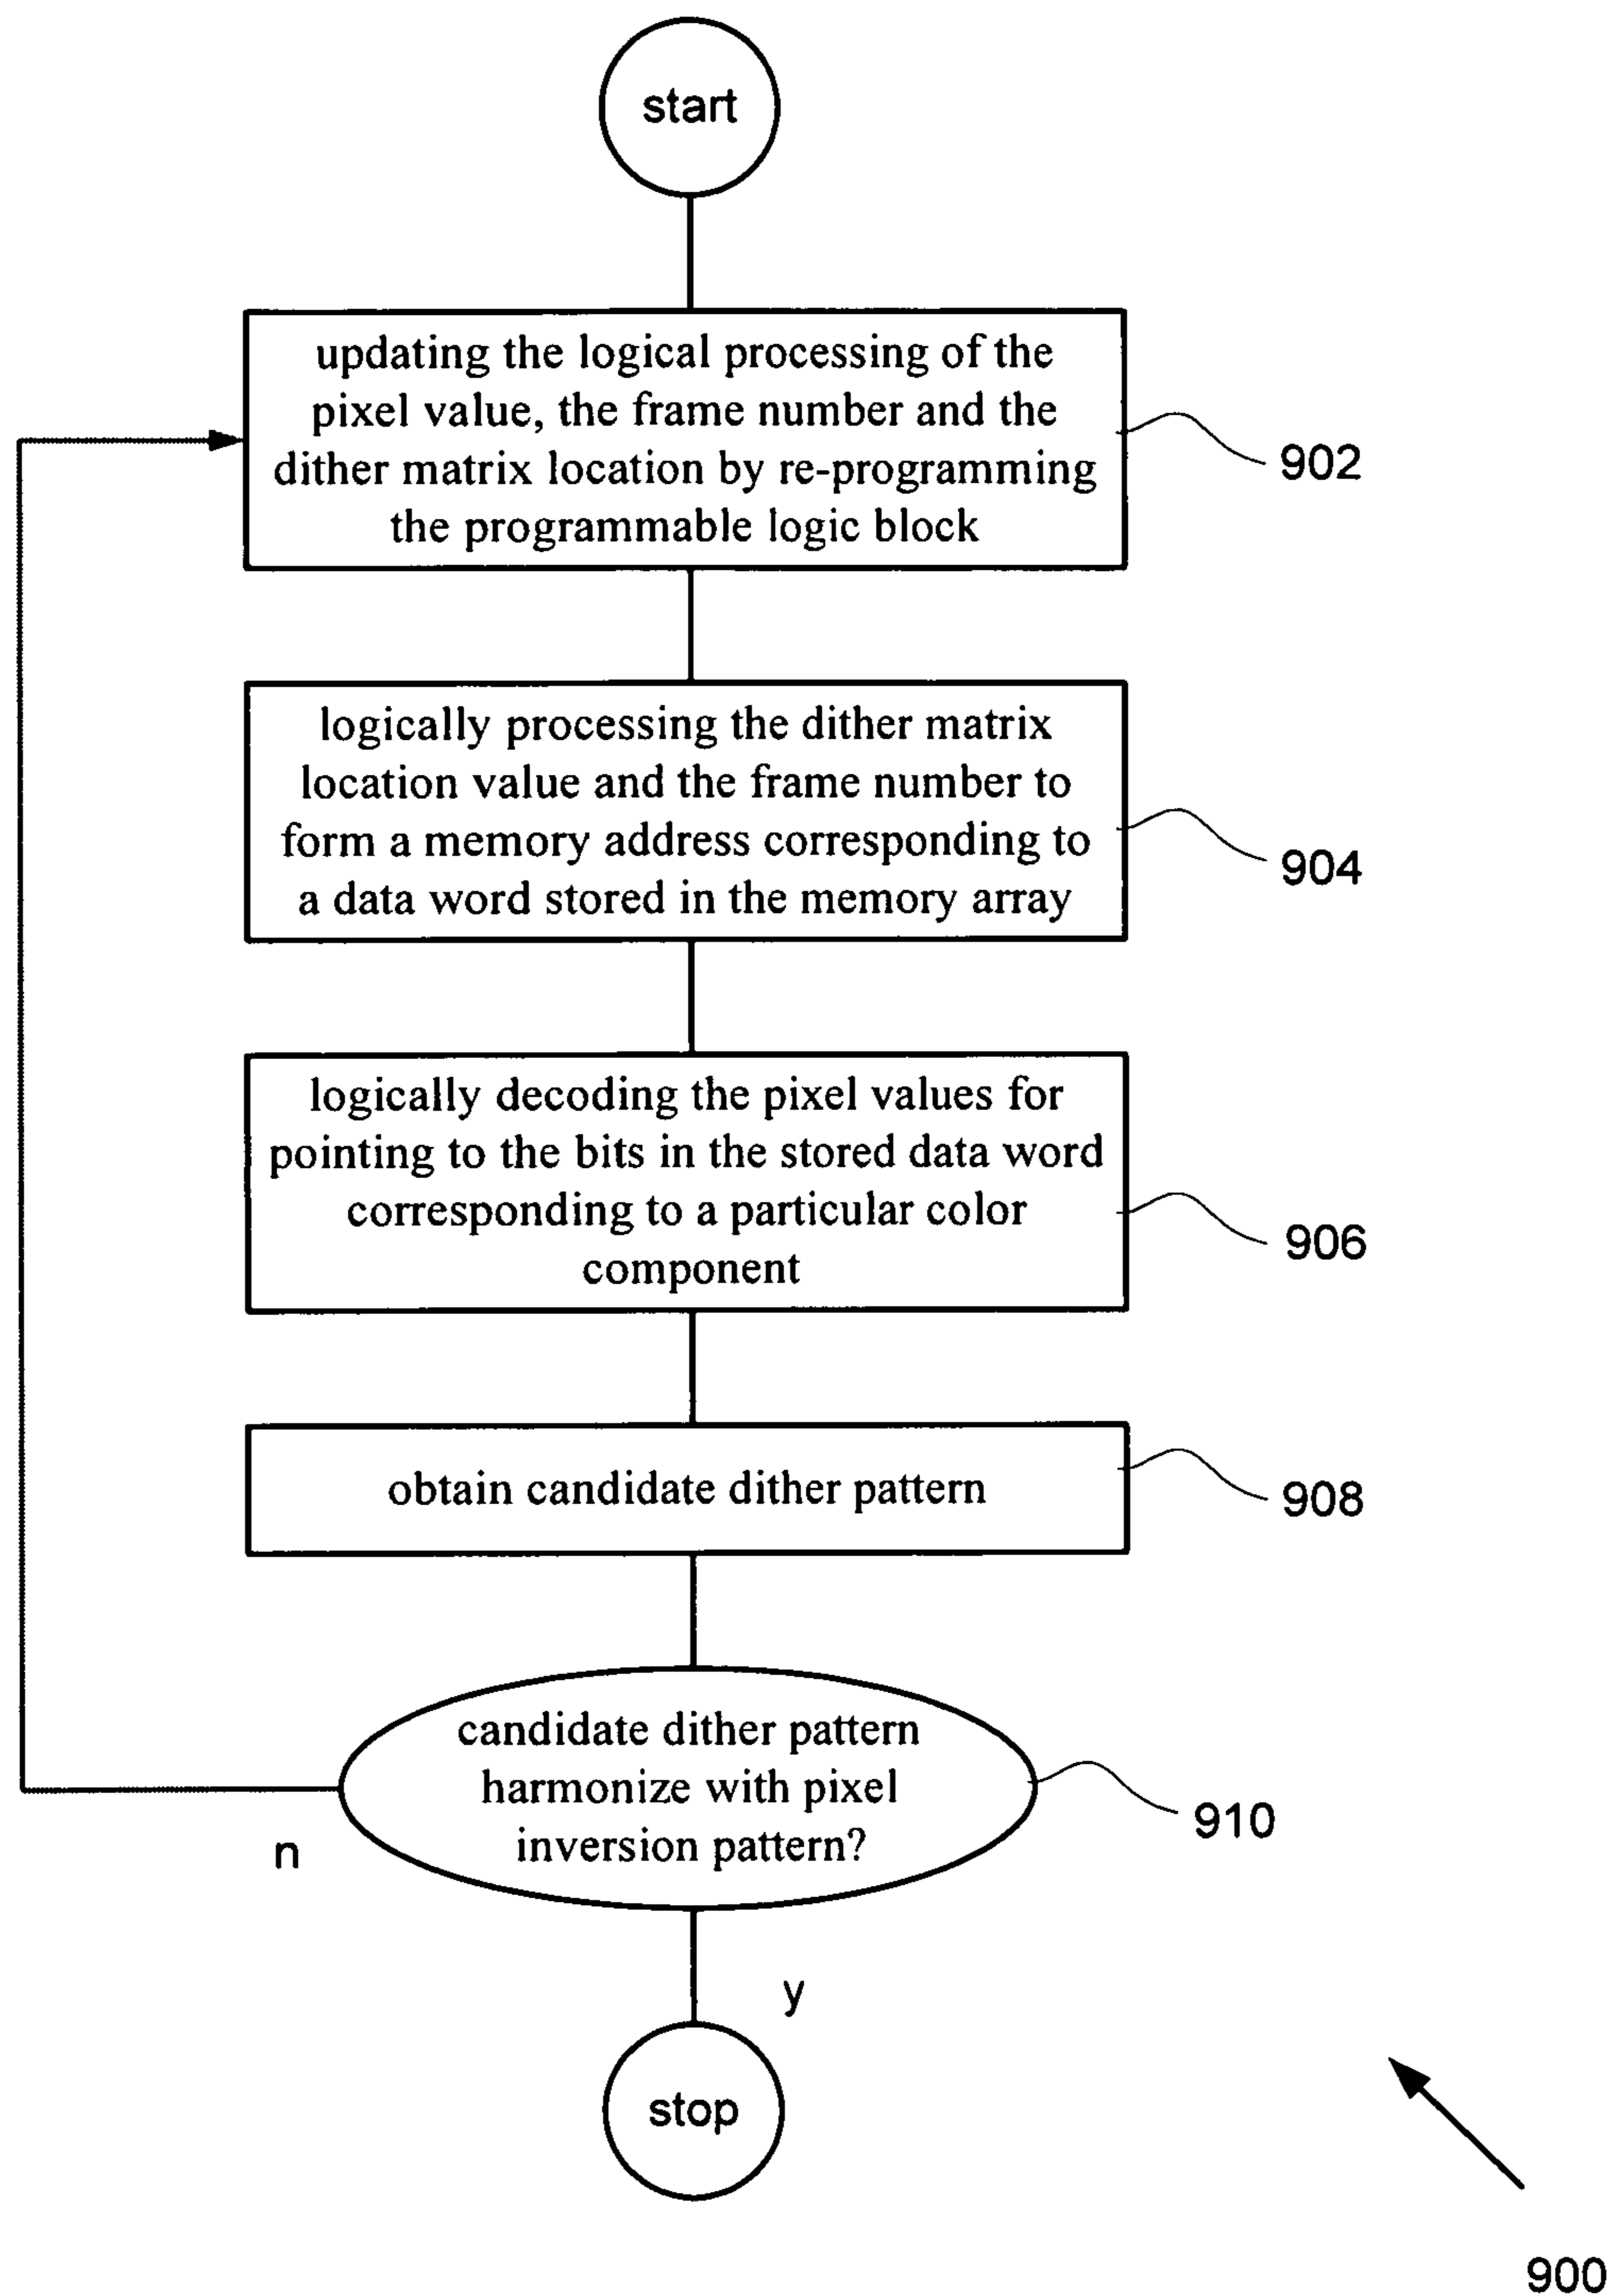 start
updating the logical processing of the
pixel value, the frame number and the
dither matrix location by re-programming
the programmable logic block
902
logically processing the dither matrix
location value and the frame number to
form a memory address corresponding to
a data word stored in the memory array
904
logically decoding the pixel values for
pointing to the bits in the stored data word
corresponding to a particular color
component
906
obtain candidate dither pattern
908
candidate dither pattern
harmonize with pixel
inversion pattern?
910
n
y
stop
900